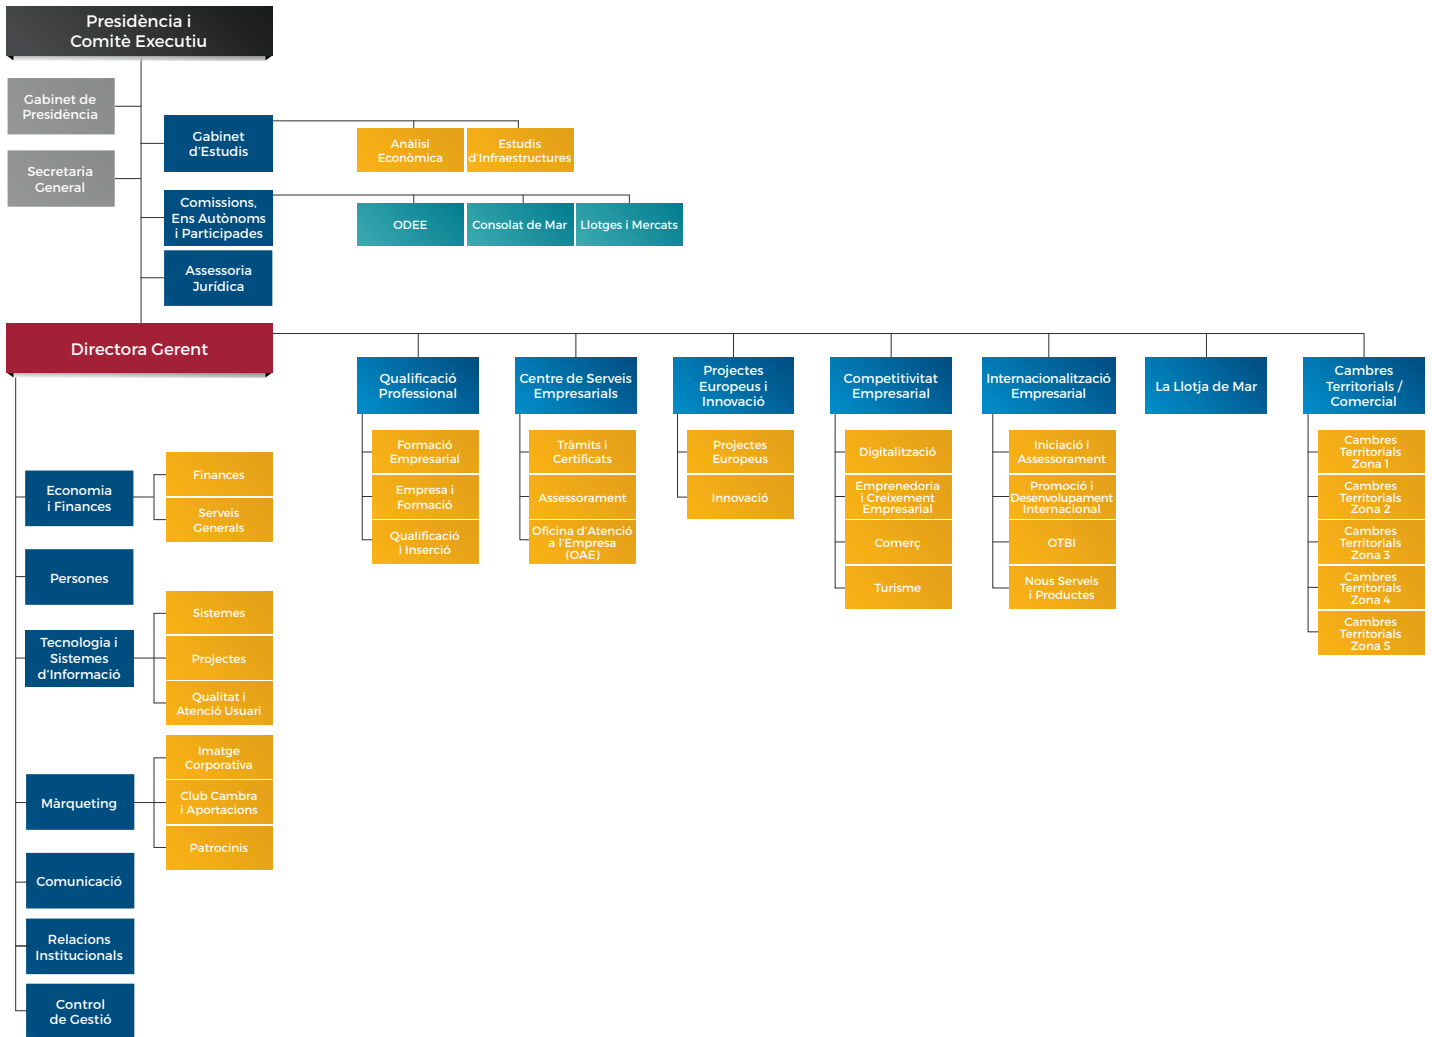 Presidència i
Comitè Executiu
Gabinet de
Presidència
Secretaria
General
Gabinet
d'Estudis
Anàlisi
Econòmica
Estudis
d'Infraestructures
Comissions,
Ens Autònoms
i Participades
ODEE
Consolat de Mar
Llotges i Mercats
Assessoria
Jurídica
Directora Gerent
Qualificació
Professional
Formació
Empresarial
Empresa i
Formació
Qualificació
i Inserció
Centre de Serveis
Empresarials
Tràmits i
Certificats
Assessorament
Oficina d'Atenció
a l'Empresa
(OAE)
Projectes
Europeus i
Innovació
Projectes
Europeus
Innovació
Competitivitat
Empresarial
Digitalització
Emprenedoria
i Creixement
Empresarial
Comerç
Turisme
Internacionalització
Empresarial
Iniciació i
Assessorament
Promoció i
Desenvolupament
Internacional
OTBI
Nous Serveis
i Productes
La Llotja de Mar
Cambres
Territorials /
Comercial
Cambres
Territorials
Zona 1
Cambres
Territorials
Zona 2
Cambres
Territorials
Zona 3
Cambres
Territorials
Zona 4
Cambres
Territorials
Zona 5
Economia
i Finances
Finances
Serveis
Generals
Persones
Tecnologia i
Sistemes
d'Informació
Sistemes
Projectes
Qualitat i
Atenció Usuari
Màrqueting
Imatge
Corporativa
Club Cambra
i Aportacions
Patrocinis
Comunicació
Relacions
Institucionals
Control
de Gestió